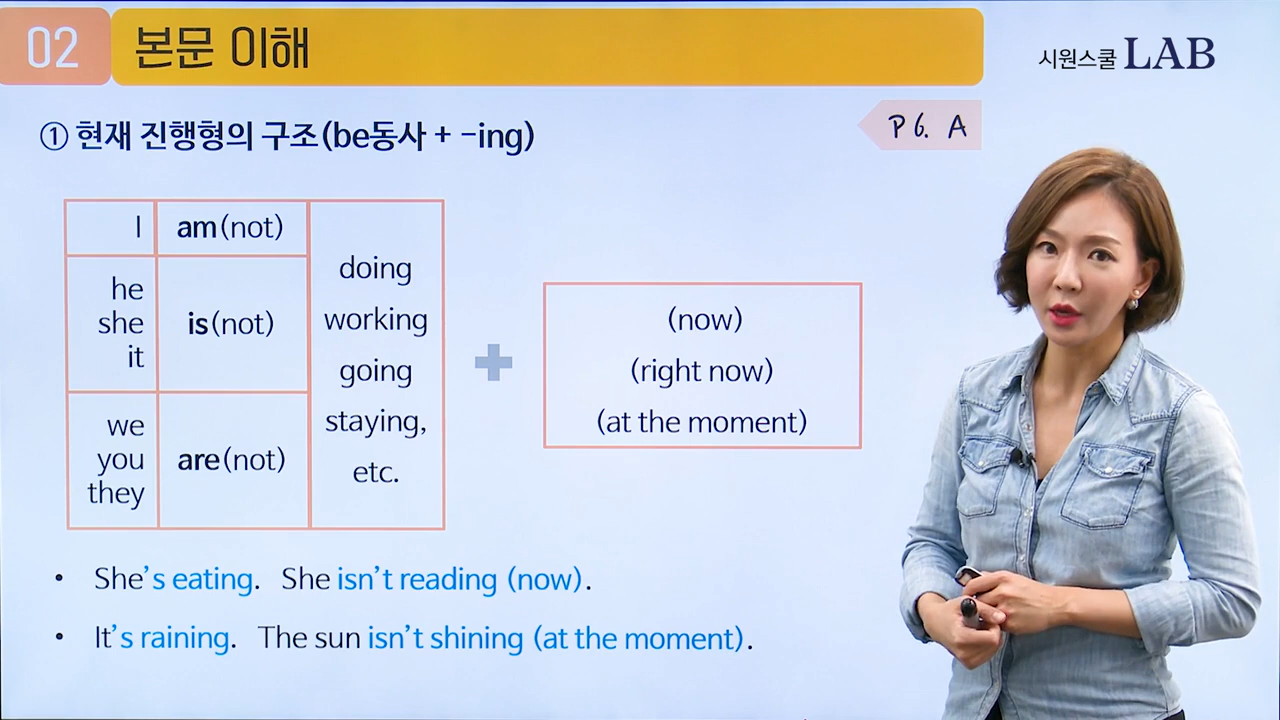 02 본문 이해
시원스쿨 LAB
① 현재 진행형의 구조(be동사 + -ing)
P 6. A
I am(not)
he
she
it
is(not)
we
you
they
are(not)
doing
working
going
staying,
etc.
+
(now)
(right now)
(at the moment)
• She's eating. She isn't reading (now).
• It's raining. The sun isn't shining (at the moment).